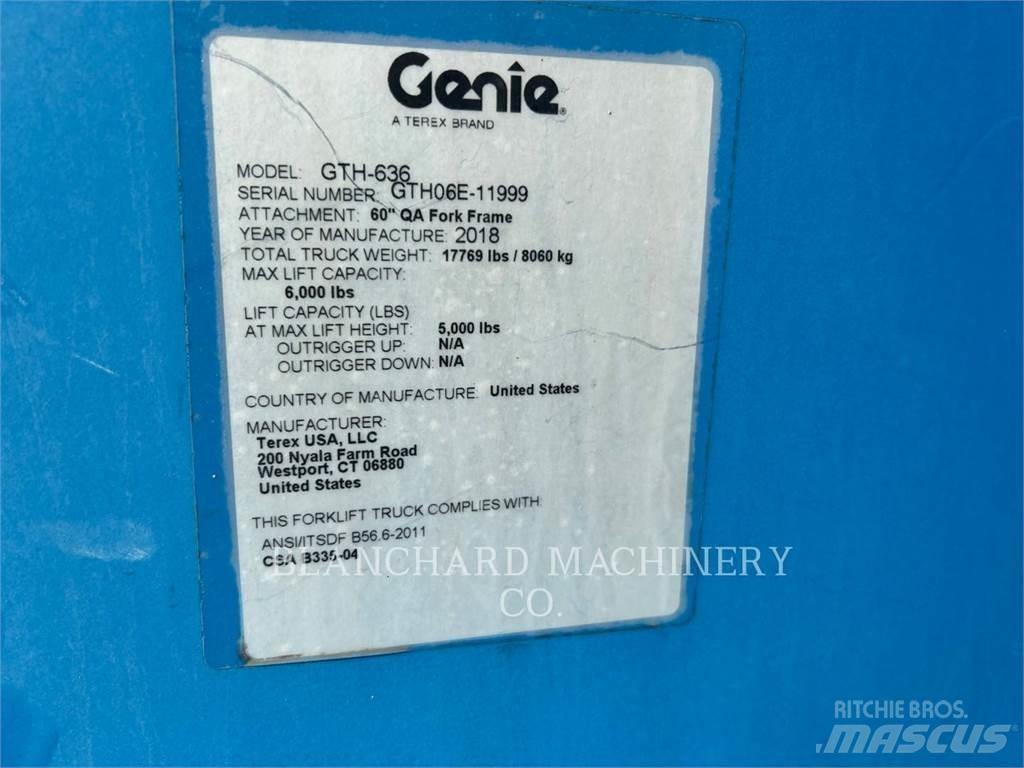 Genie
A TEREX BRAND
MODEL: GTH-636
SERIAL NUMBER: GTH06E-11999
ATTACHMENT: 60" QA Fork Frame
YEAR OF MANUFACTURE: 2018
TOTAL TRUCK WEIGHT: 17769 lbs / 8060 kg
MAX LIFT CAPACITY:
6,000 lbs
LIFT CAPACITY (LBS)
AT MAX LIFT HEIGHT: 5,000 lbs
OUTRIGGER UP: N/A
OUTRIGGER DOWN: N/A
COUNTRY OF MANUFACTURE: United States
MANUFACTURER:
Terex USA, LLC
200 Nyala Farm Road
Westport, CT 06880
United States
THIS FORKLIFT TRUCK COMPLIES WITH:
ANSI/ITSDF B56.6-2011
CSA B335-04
BLANCHARD MACHINERY
CO.
RITCHIE BROS.
MASCUS